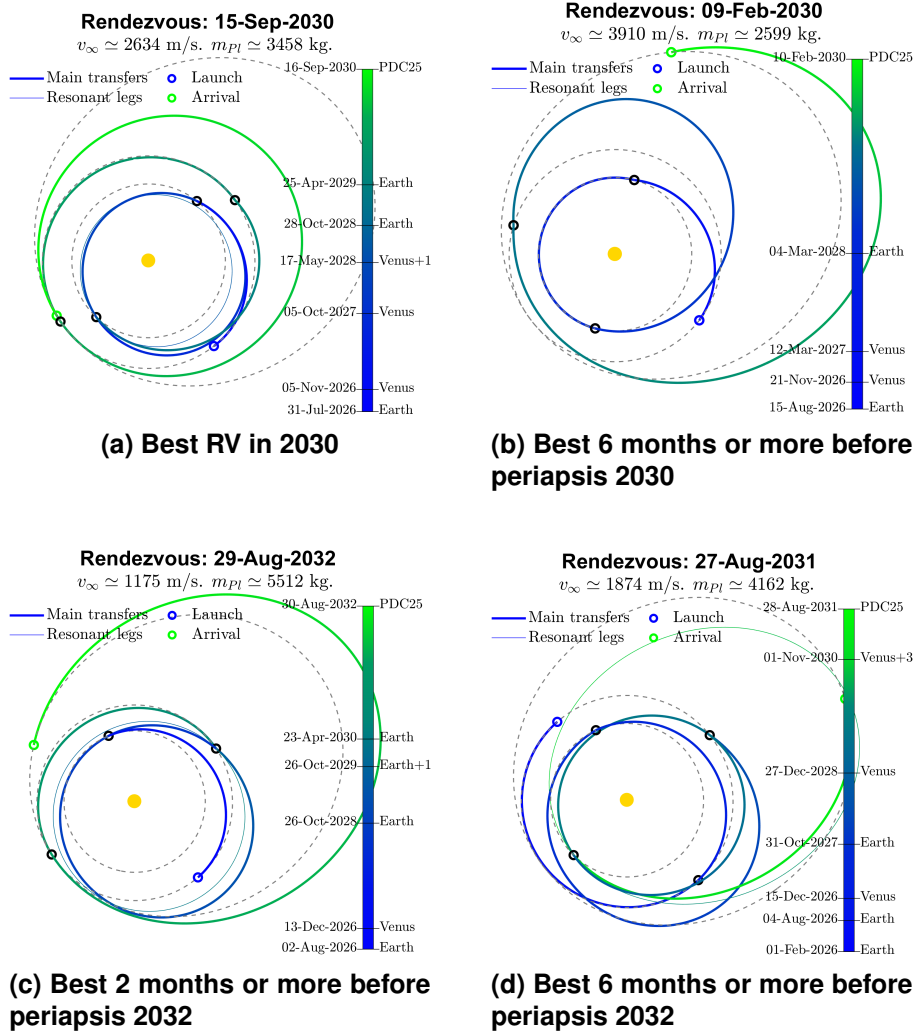 Rendezvous: 15-Sep-2030
v∞ ≃ 2634 m/s. mPl ≃ 3458 kg.
Main transfers
Launch
Resonant legs
Arrival
16-Sep-2030 PDC25
25-Apr-2029 Earth
28-Oct-2028 Earth
17-May-2028 Venus+1
05-Oct-2027 Venus
05-Nov-2026 Venus
31-Jul-2026 Earth
(a) Best RV in 2030
Rendezvous: 09-Feb-2030
v∞ ≃ 3910 m/s. mPl ≃ 2599 kg.
Main transfers
Launch
Resonant legs
Arrival
10-Feb-2030 PDC25
04-Mar-2028 Earth
12-Mar-2027 Venus
21-Nov-2026 Venus
15-Aug-2026 Earth
(b) Best 6 months or more before
periapsis 2030
Rendezvous: 29-Aug-2032
v∞ ≃ 1175 m/s. mPl ≃ 5512 kg.
Main transfers
Launch
Resonant legs
Arrival
30-Aug-2032 PDC25
23-Apr-2030 Earth
26-Oct-2029 Earth+1
26-Oct-2028 Earth
13-Dec-2026 Venus
02-Aug-2026 Earth
(c) Best 2 months or more before
periapsis 2032
Rendezvous: 27-Aug-2031
v∞ ≃ 1874 m/s. mPl ≃ 4162 kg.
Main transfers
Launch
Resonant legs
Arrival
28-Aug-2031 PDC25
01-Nov-2030 Venus+3
27-Dec-2028 Venus
31-Oct-2027 Earth
15-Dec-2026 Venus
04-Aug-2026 Earth
01-Feb-2026 Earth
(d) Best 6 months or more before
periapsis 2032